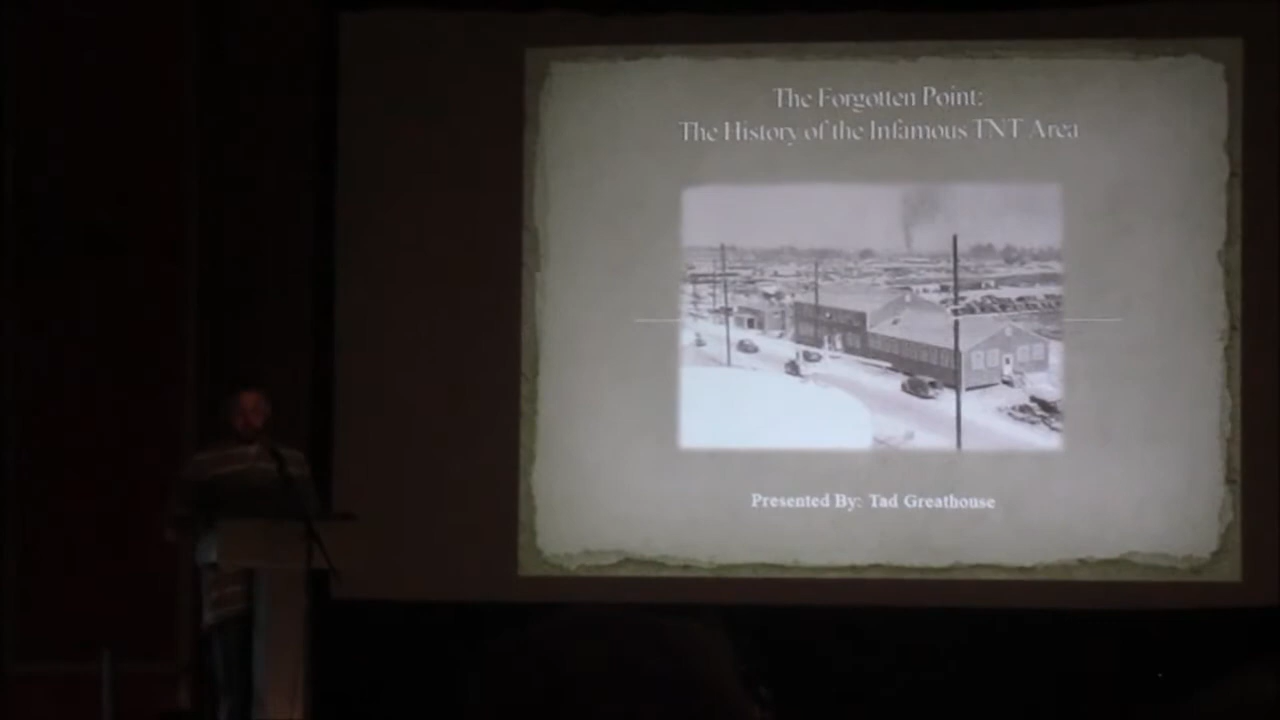 The Forgotten Point:
The History of the Infamous TNT Area
Presented By: Tad Greathouse